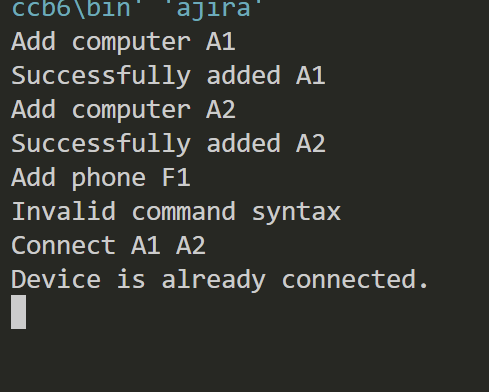 ccb6\bin' 'ajira'
Add computer A1
Successfully added A1
Add computer A2
Successfully added A2
Add phone F1
Invalid command syntax
Connect A1 A2
Device is already connected.